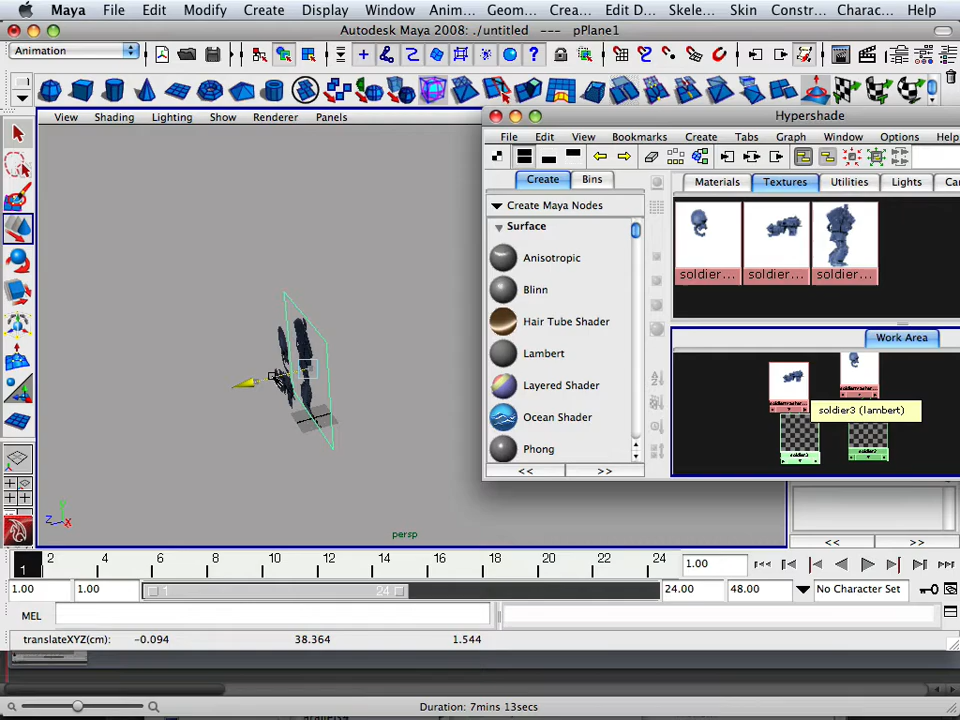 Maya File Edit Modify Create Display Window Anim... Geom... Crea... Edit D... Skele... Skin Constr... Charac... Help
Autodesk Maya 2008: ./untitled --- pPlane1
Animation
View Shading Lighting Show Renderer Panels
Hypershade
File Edit View Bookmarks Create Tabs Graph Window Options Help
Create Bins
Materials Textures Utilities Lights Car
Create Maya Nodes
Surface
Anisotropic
Blinn
Hair Tube Shader
Lambert
Layered Shader
Ocean Shader
Phong
<< >>
soldier... soldier... soldier...
Work Area
soldier3 (lambert)
soldier3 soldier2
Y
Z X
persp
<< >>
2 4 6 8 10 12 14 16 18 20 22 24
1
1.00
1.00 1.00 1 24 24.00 48.00 No Character Set
MEL
translateXYZ(cm): -0.094 38.364 1.544
Duration: 7mins 13secs